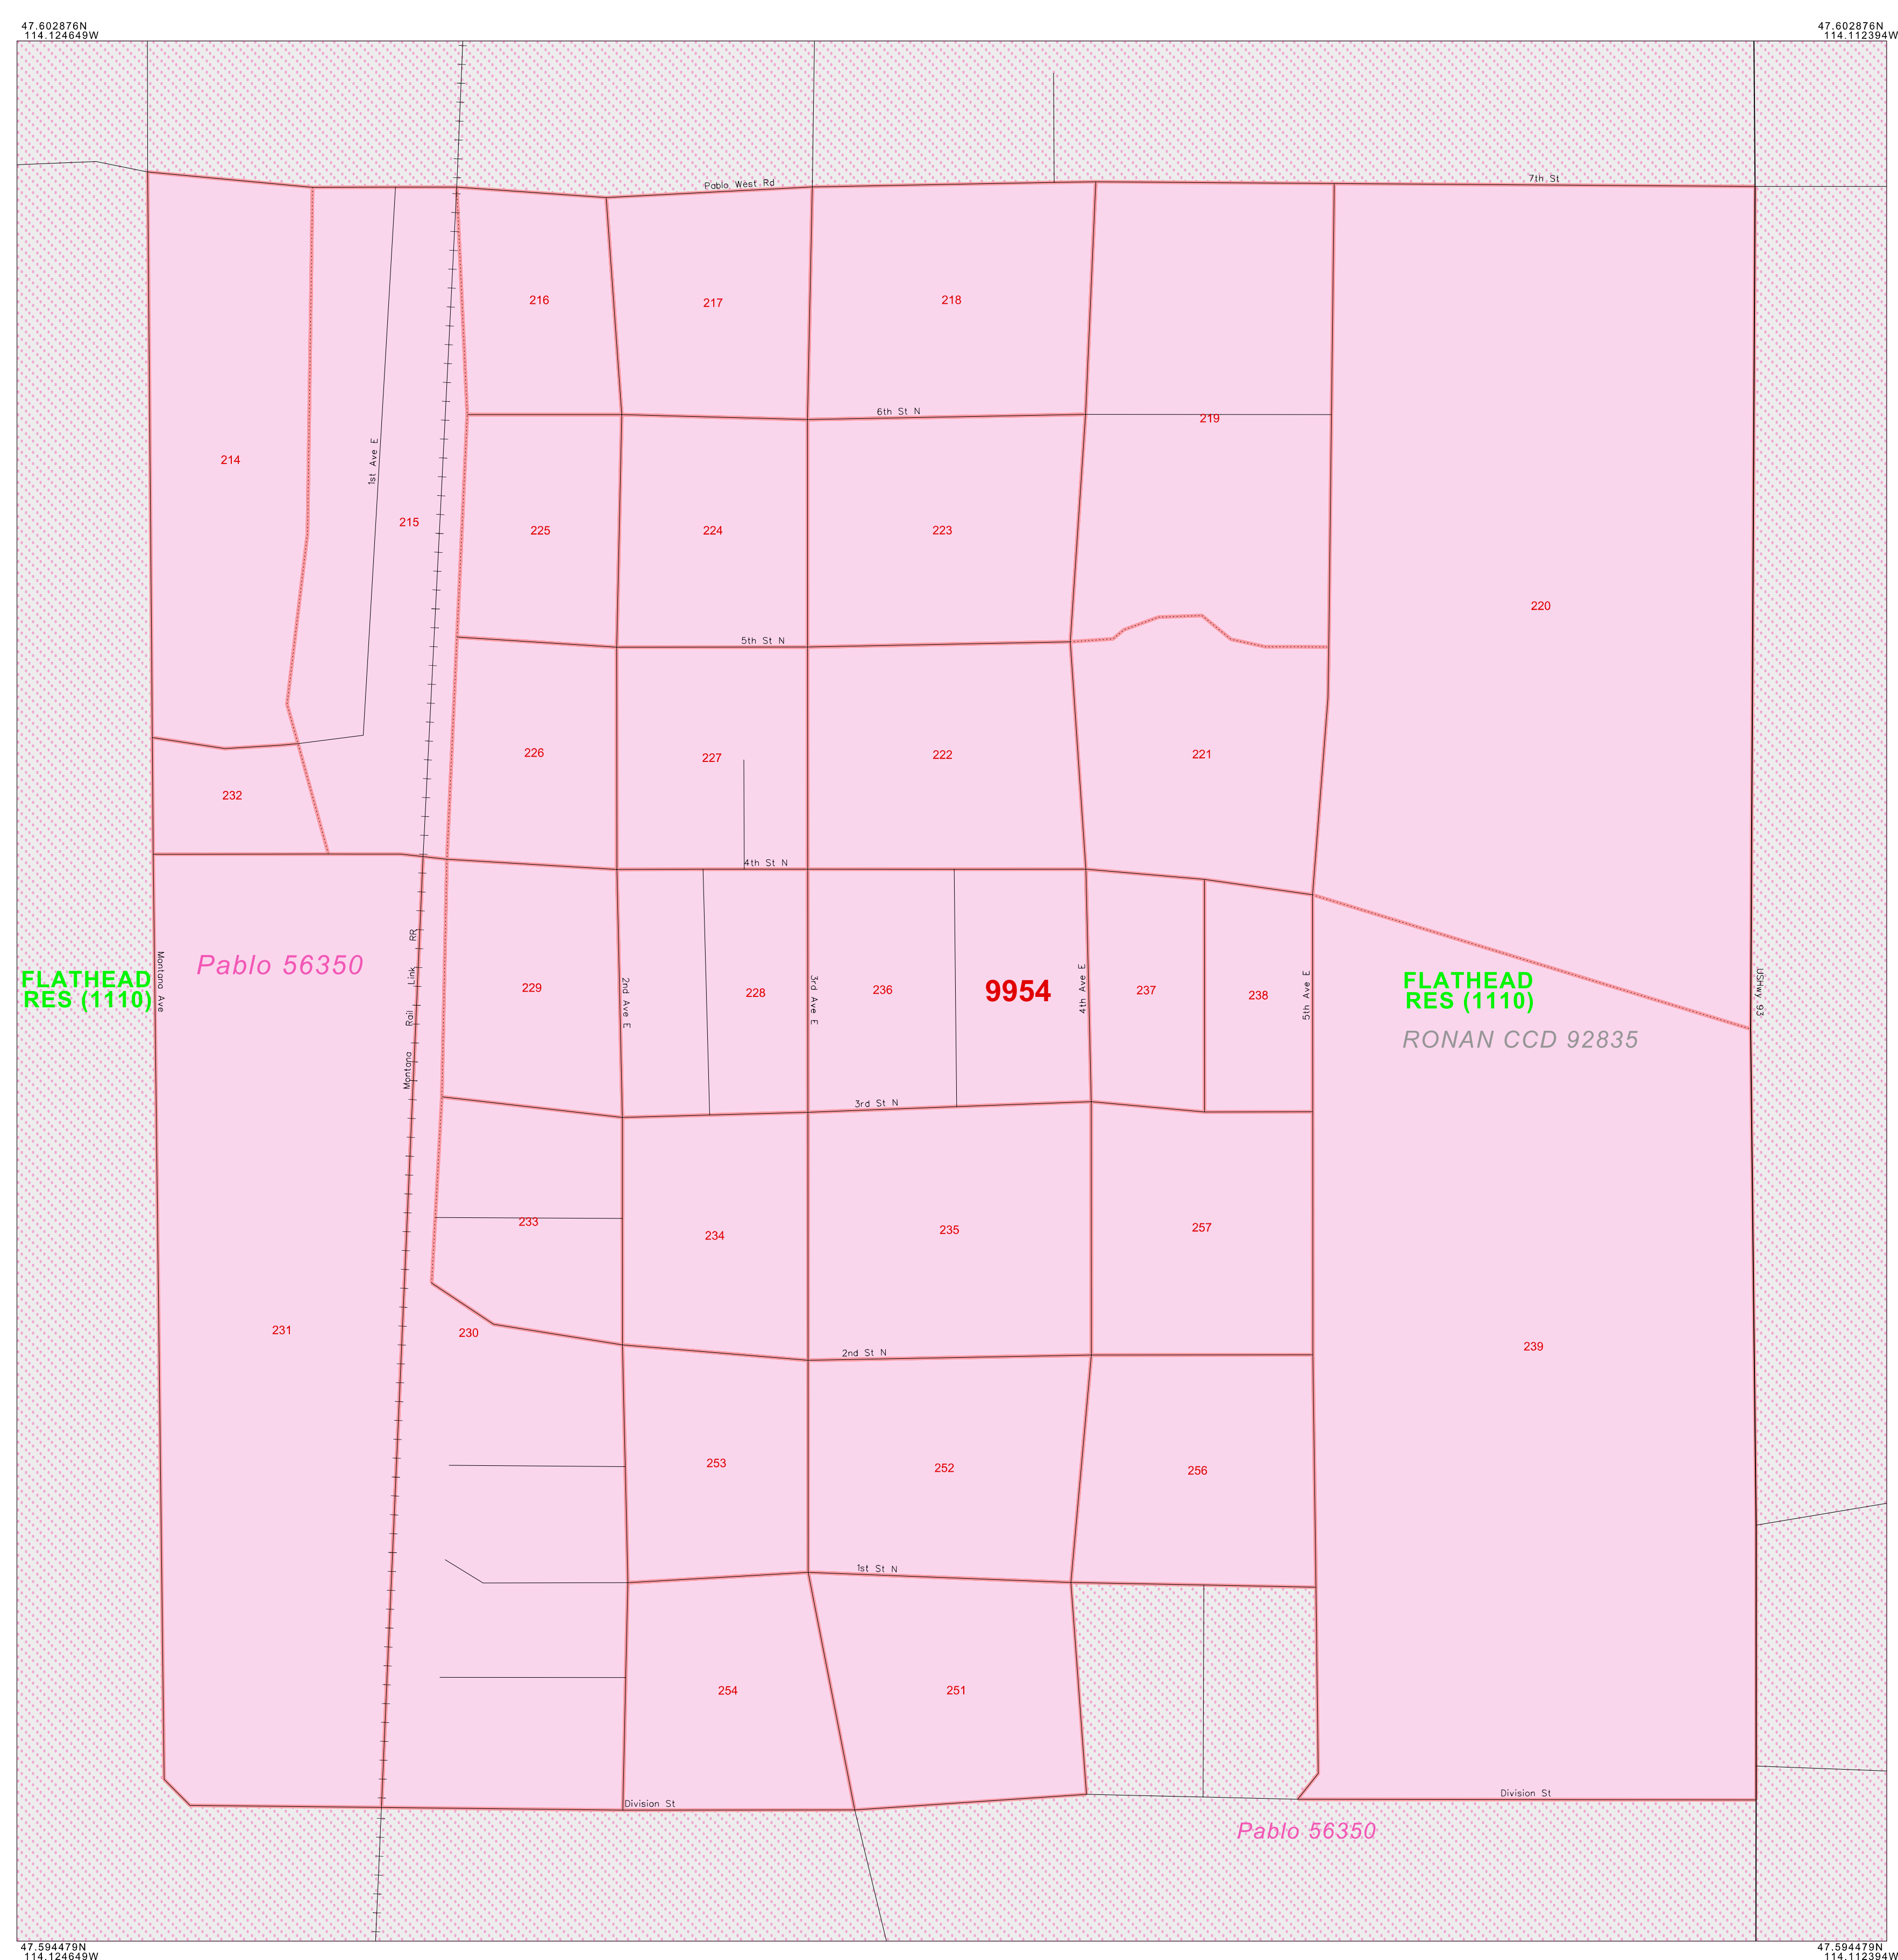 47.602876N
114.124649W
47.602876N
114.112394W
Pablo West Rd
7th St
216
217
218
6th St N
219
1st Ave E
214
215
225
224
223
220
5th St N
226
227
222
221
232
4th St N
Pablo 56350
FLATHEAD
RES (1110)
Montana Ave
Montana Rail Link RR
229
2nd Ave E
228
3rd Ave E
236
9954
4th Ave E
237
238
5th Ave E
FLATHEAD
RES (1110)
USHwy 93
RONAN CCD 92835
3rd St N
233
234
235
257
231
230
2nd St N
239
253
252
256
1st St N
254
251
Division St
Division St
Pablo 56350
47.594479N
114.124649W
47.594479N
114.112394W